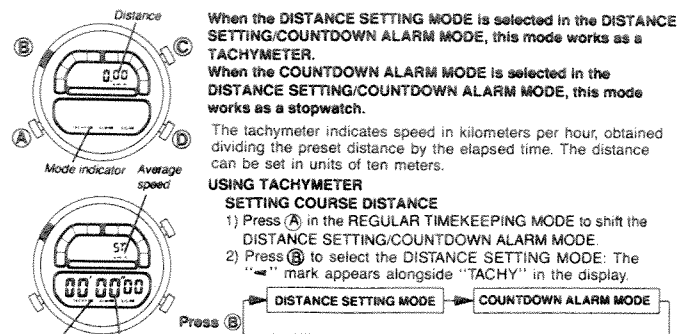 Distance
B
C
0.00
A
D
Mode indicator
Average
speed
57
00'00"00
When the DISTANCE SETTING MODE is selected in the DISTANCE
SETTING/COUNTDOWN ALARM MODE, this mode works as a
TACHYMETER.
When the COUNTDOWN ALARM MODE is selected in the
DISTANCE SETTING/COUNTDOWN ALARM MODE, this mode
works as a stopwatch.
The tachymeter indicates speed in kilometers per hour, obtained
dividing the preset distance by the elapsed time. The distance
can be set in units of ten meters.
USING TACHYMETER
SETTING COURSE DISTANCE
1) Press A in the REGULAR TIMEKEEPING MODE to shift the
DISTANCE SETTING/COUNTDOWN ALARM MODE.
2) Press B to select the DISTANCE SETTING MODE: The
"◄" mark appears alongside "TACHY" in the display.
DISTANCE SETTING MODE COUNTDOWN ALARM MODE
Press B